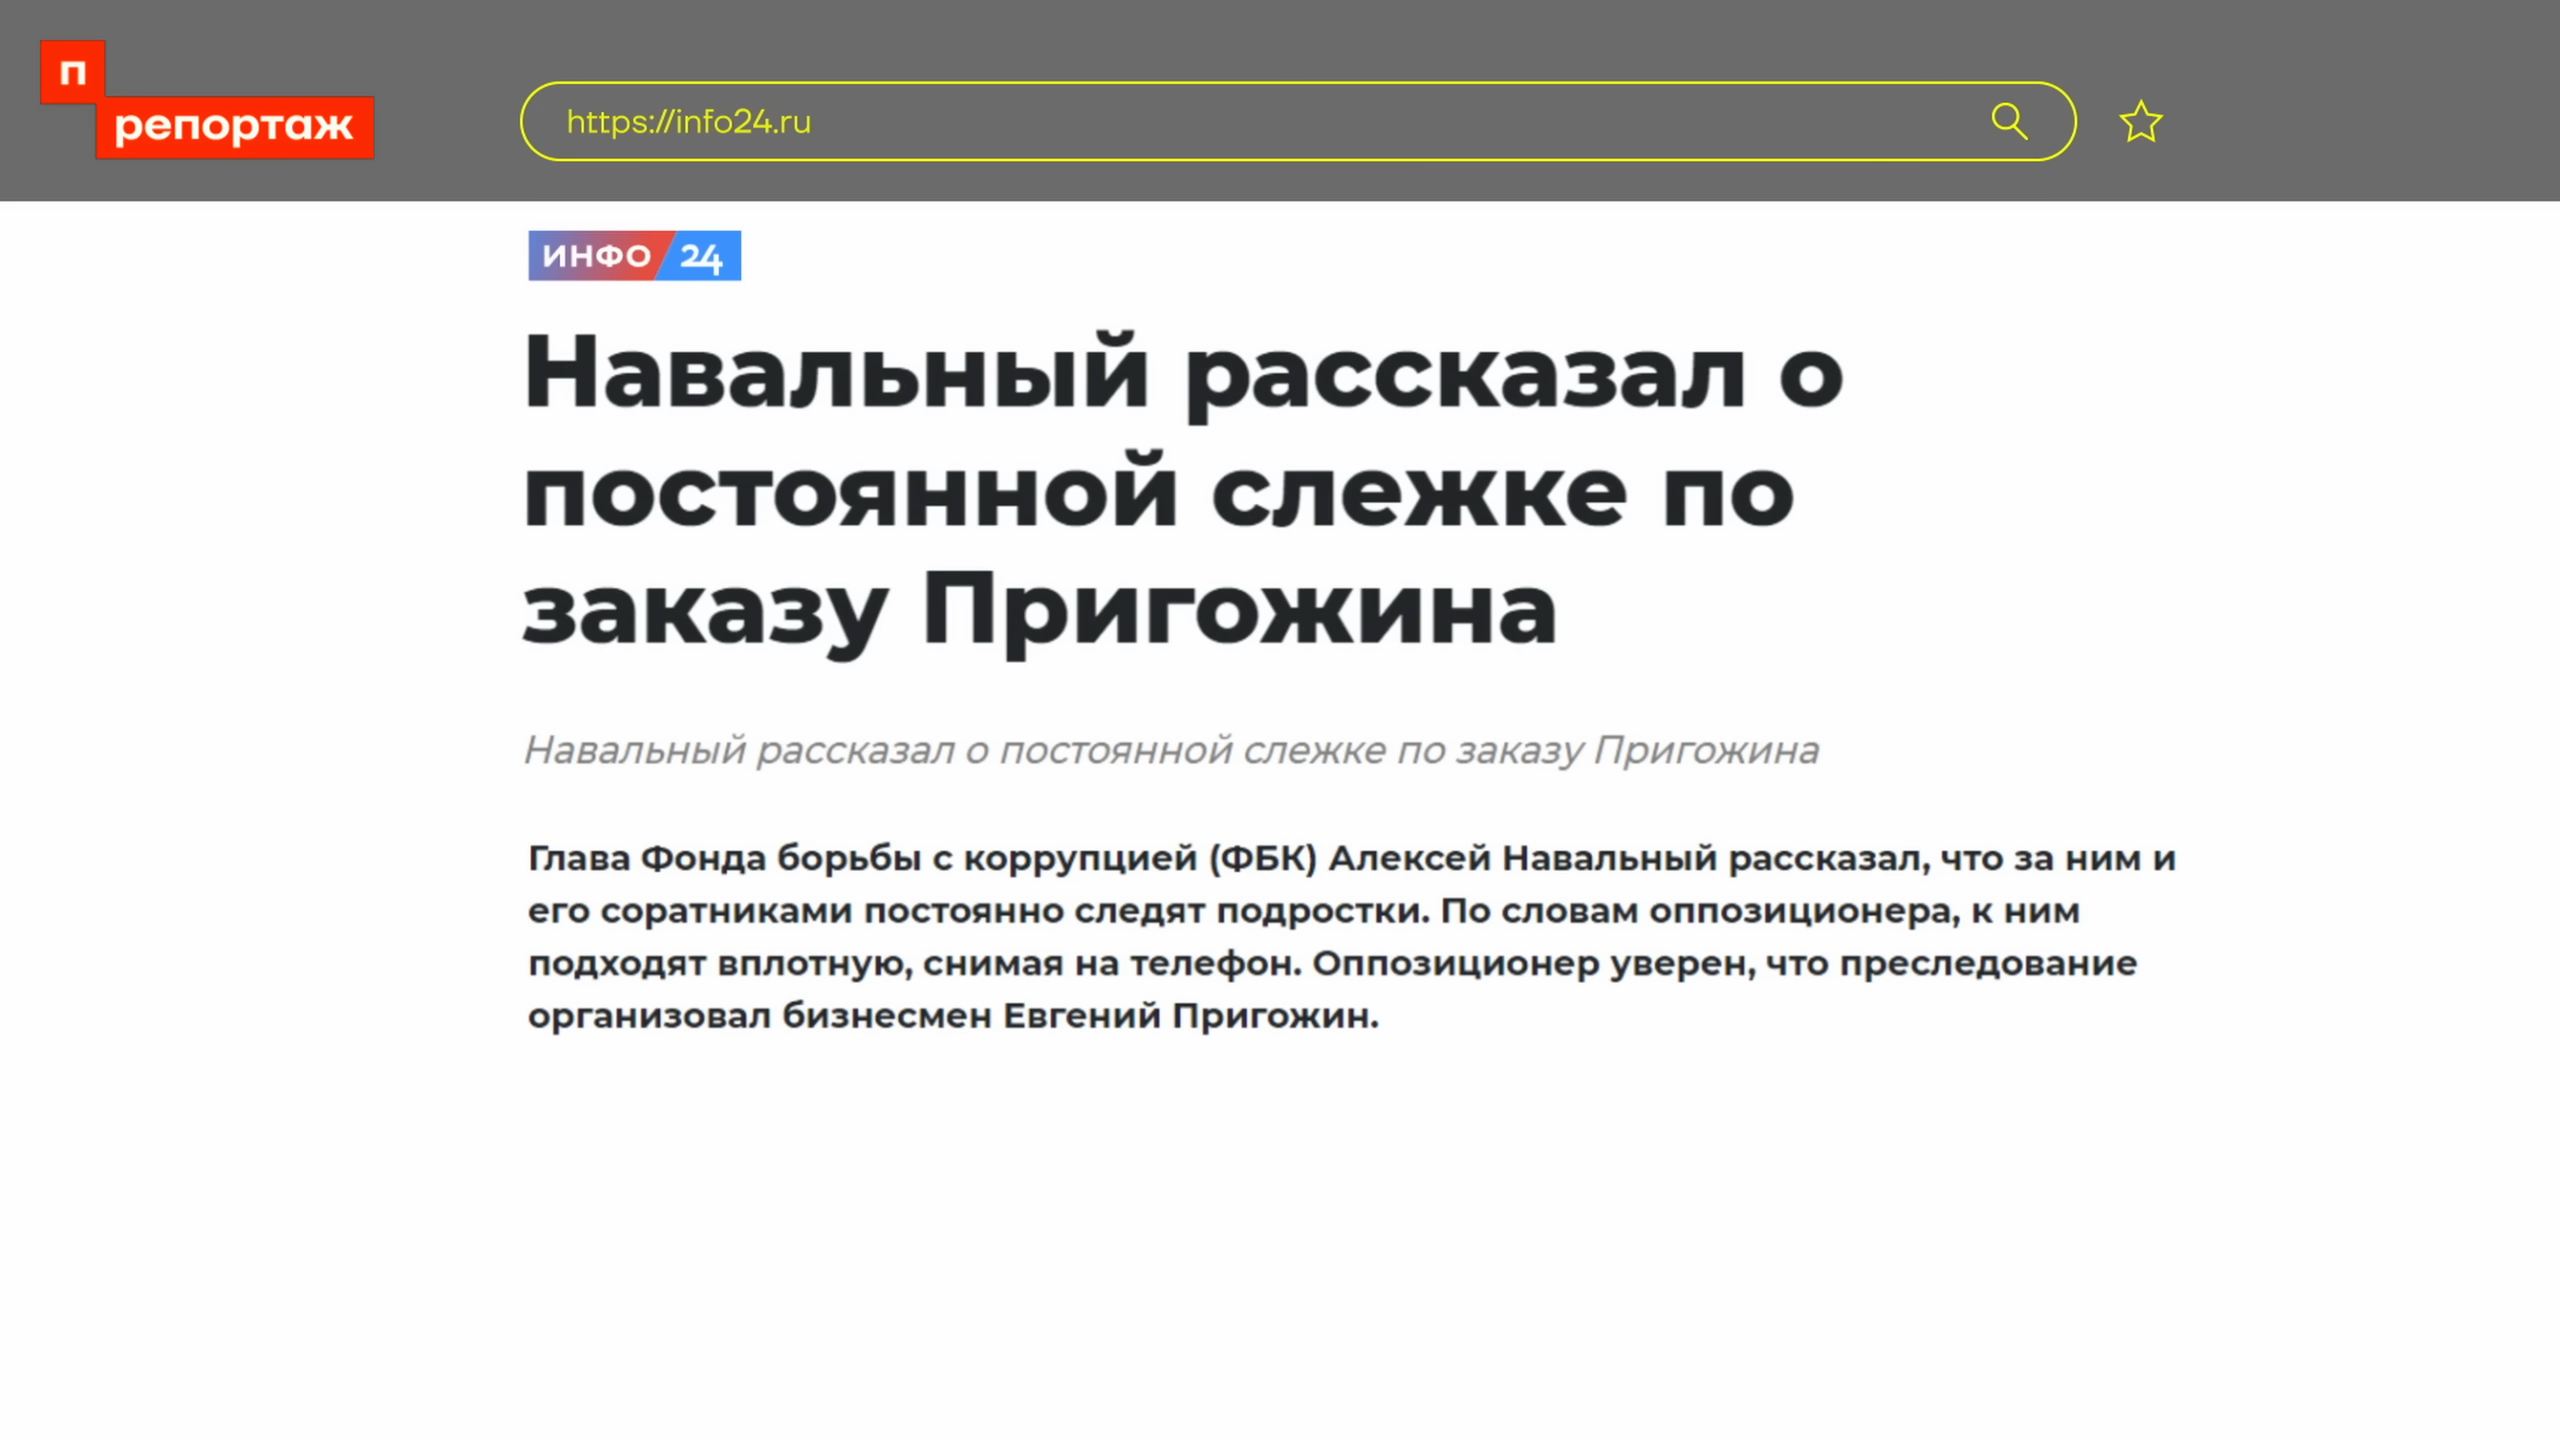 п
репортаж
https://info24.ru
ИНФО 24
Навальный рассказал о
постоянной слежке по
заказу Пригожина
Навальный рассказал о постоянной слежке по заказу Пригожина
Глава Фонда борьбы с коррупцией (ФБК) Алексей Навальный рассказал, что за ним и
его соратниками постоянно следят подростки. По словам оппозиционера, к ним
подходят вплотную, снимая на телефон. Оппозиционер уверен, что преследование
организовал бизнесмен Евгений Пригожин.